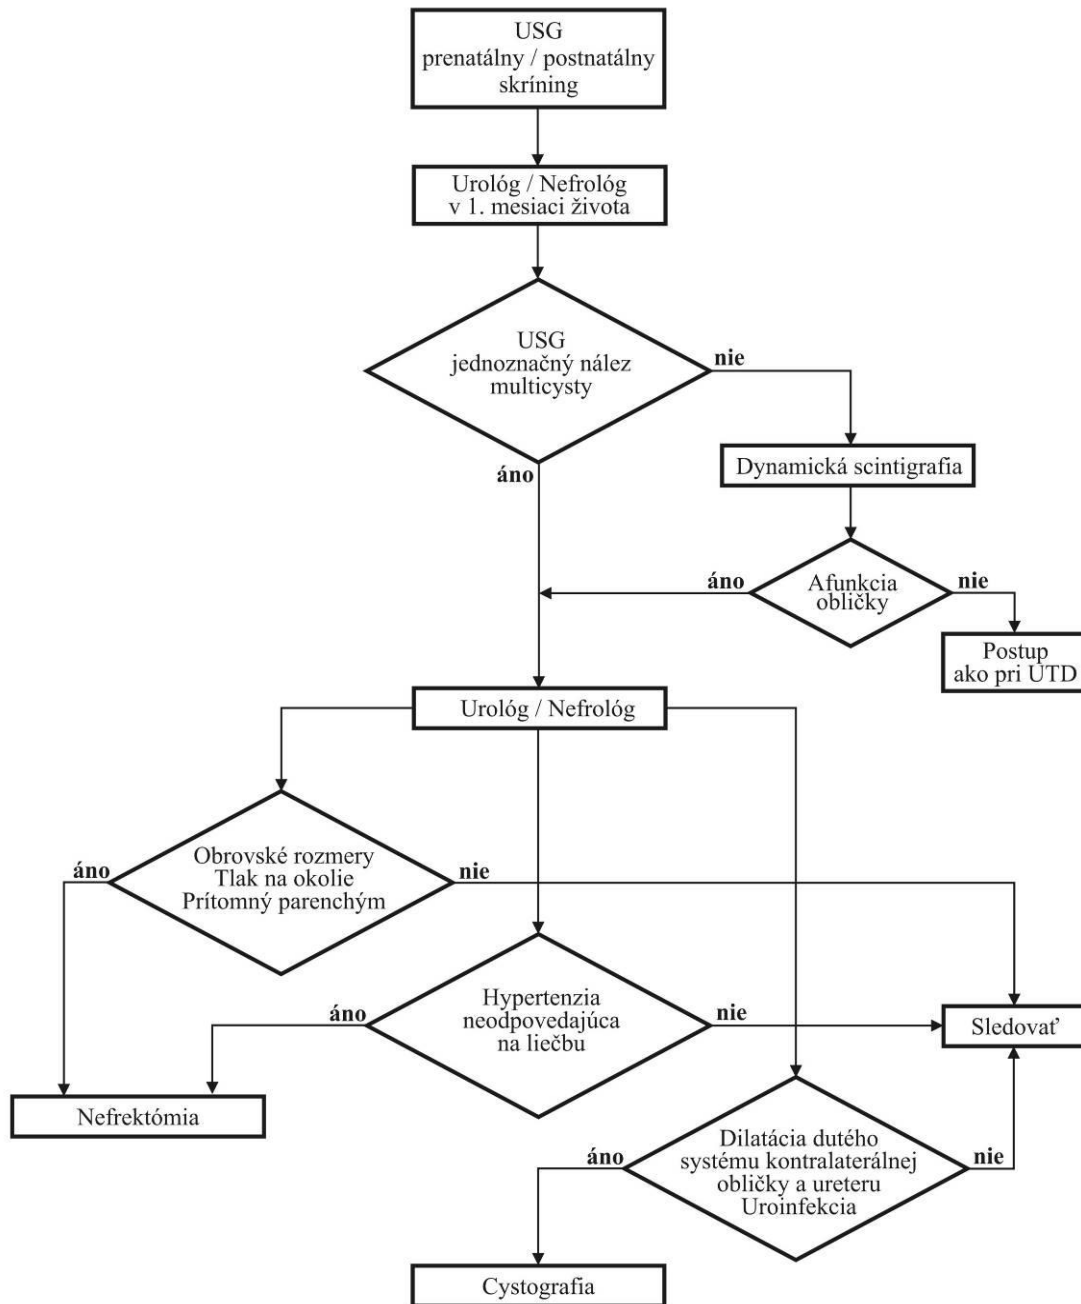 USG
prenatálny / postnatálny
skríning
Urológ / Nefrológ
v 1. mesiaci života
USG
jednoznačný nález
multicysty
nie
áno
Dynamická scintigrafia
Afunkcia
obličky
áno
nie
Postup
ako pri UTD
Urológ / Nefrológ
Obrovské rozmery
Tlak na okolie
Prítomný parenchým
áno
nie
Hypertenzia
neodpovedajúca
na liečbu
áno
nie
Sledovať
Nefrektómia
Dilatácia dutého
systému kontralaterálnej
obličky a ureteru
Uroinfekcia
áno
nie
Cystografia